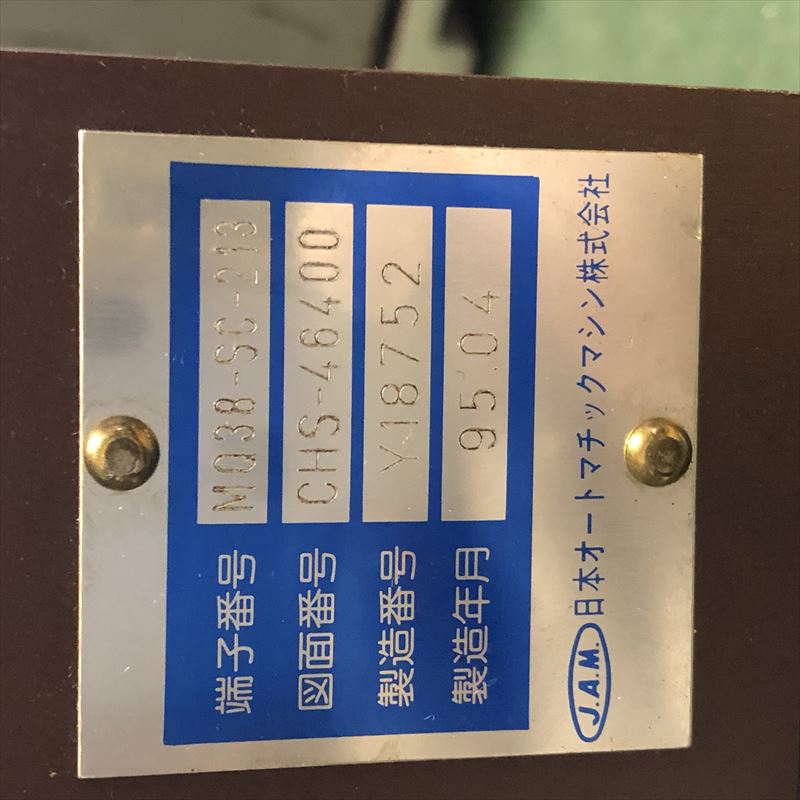 端子番号 MQ38-SC-213
図面番号 CHS-46400
製造番号 Y18752
製造年月 95.04
J.A.M. 日本オートマチックマシン株式会社